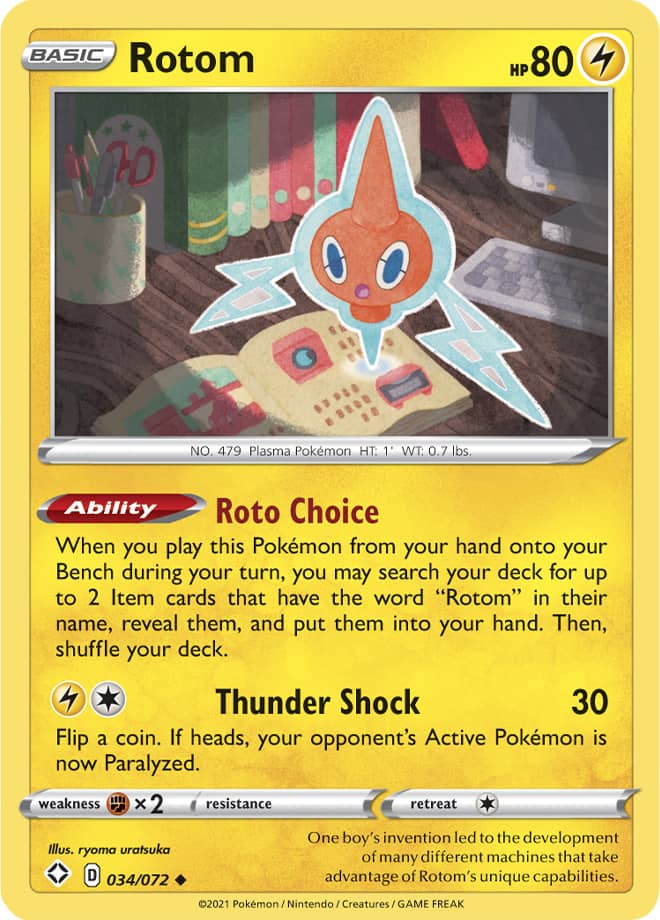 BASIC Rotom HP 80
NO. 479 Plasma Pokémon HT: 1' WT: 0.7 lbs.
Ability Roto Choice
When you play this Pokémon from your hand onto your
Bench during your turn, you may search your deck for up
to 2 Item cards that have the word “Rotom” in their
name, reveal them, and put them into your hand. Then,
shuffle your deck.
Thunder Shock 30
Flip a coin. If heads, your opponent’s Active Pokémon is
now Paralyzed.
weakness ×2 resistance retreat
Illus. ryoma uratsuka
One boy’s invention led to the development
of many different machines that take
advantage of Rotom’s unique capabilities.
D 034/072
©2021 Pokémon / Nintendo / Creatures / GAME FREAK